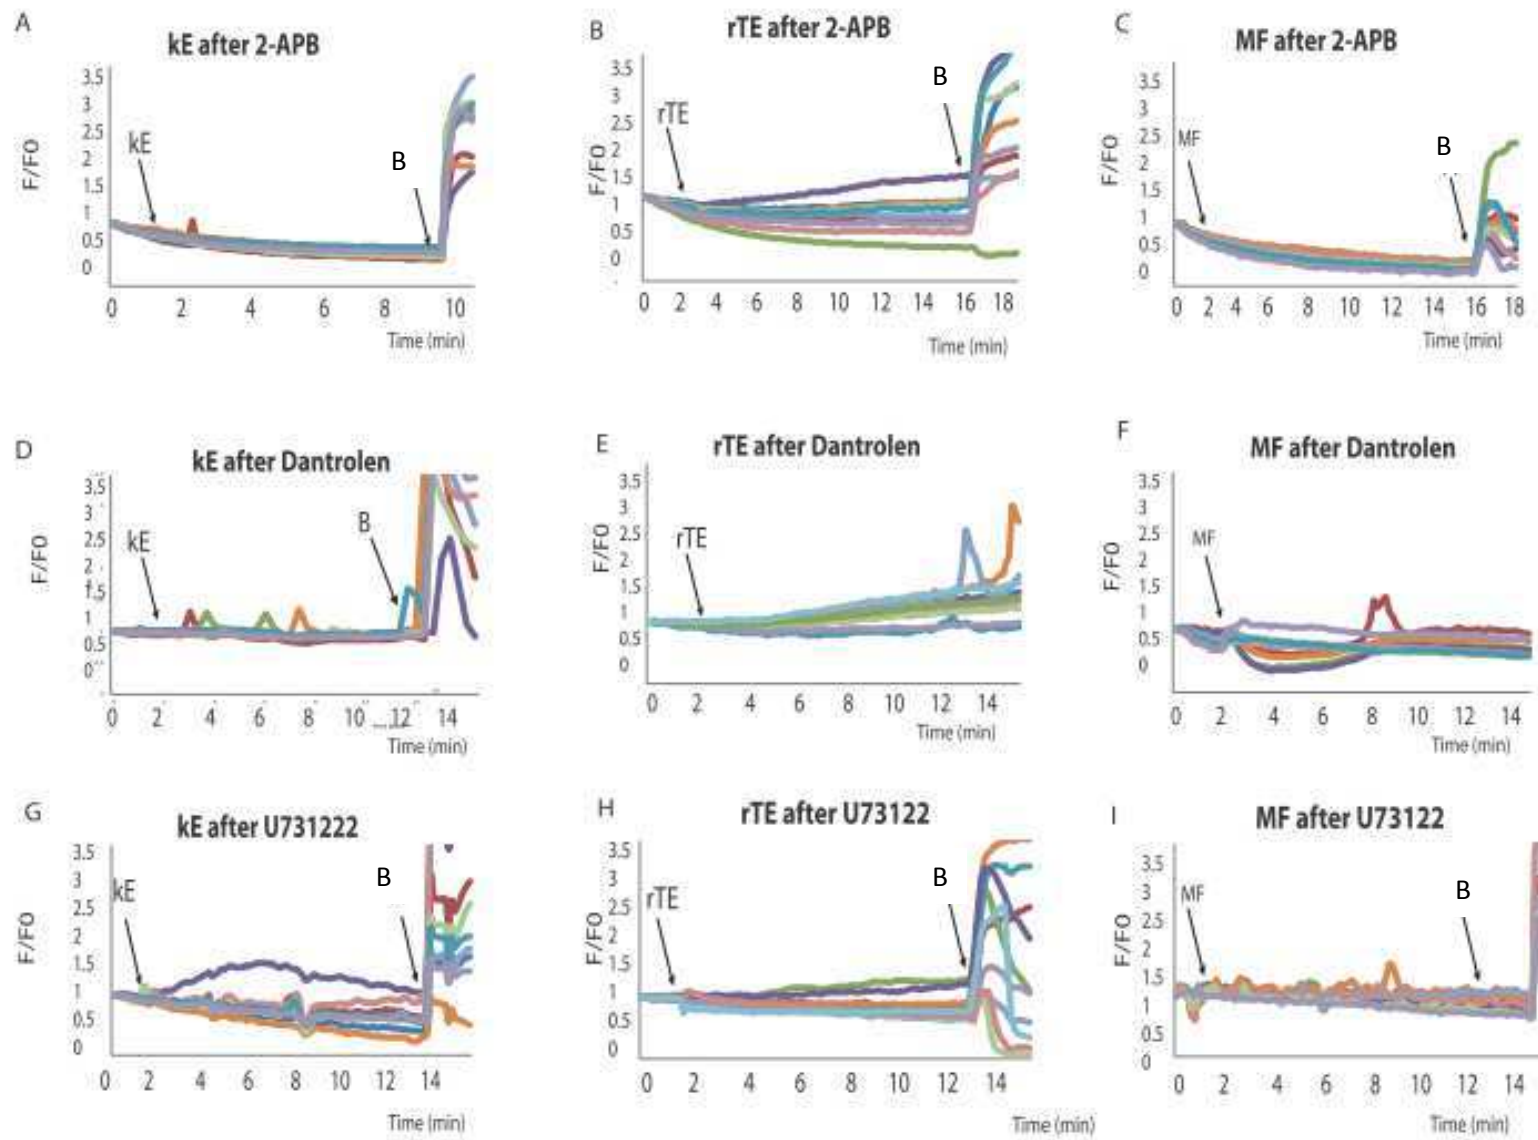 A
kE after 2-APB
3.5
3
2.5
2
1.5
1
0.5
0
F/FO
kE
B
0 2 4 6 8 10
Time (min)
B
rTE after 2-APB
3.5
3
2.5
2
1.5
1
0.5
0
F/FO
rTE
B
0 2 4 6 8 10 12 14 16 18
Time (min)
C
MF after 2-APB
3.5
2.5
2
1.5
1
0.5
0
F/FO
MF
B
0 2 4 6 8 10 12 14 16 18
Time (min)
D
kE after Dantrolen
3.5
3
2.5
2
1.5
1
0.5
0
F/FO
kE
B
0 2 4 6 8 10 12 14
Time (min)
E
rTE after Dantrolen
3.5
3
2.5
2
1.5
1
0.5
0
F/FO
rTE
0 2 4 6 8 10 12 14
Time (min)
F
MF after Dantrolen
3.5
3
2.5
2
1.5
1
0.5
0
F/FO
MF
0 2 4 6 8 10 12 14
Time (min)
G
kE after U731222
3.5
3
2.5
2
1.5
1
0.5
0
F/FO
kE
B
0 2 4 6 8 10 12 14
Time (min)
H
rTE after U73122
3.5
3
2.5
2
1.5
1
0.5
0
F/FO
rTE
B
0 2 4 6 8 10 12 14
Time (min)
I
MF after U73122
3.5
3
2.5
2
1.5
1
0.5
0
F/FO
MF
B
0 2 4 6 8 10 12 14
Time (min)